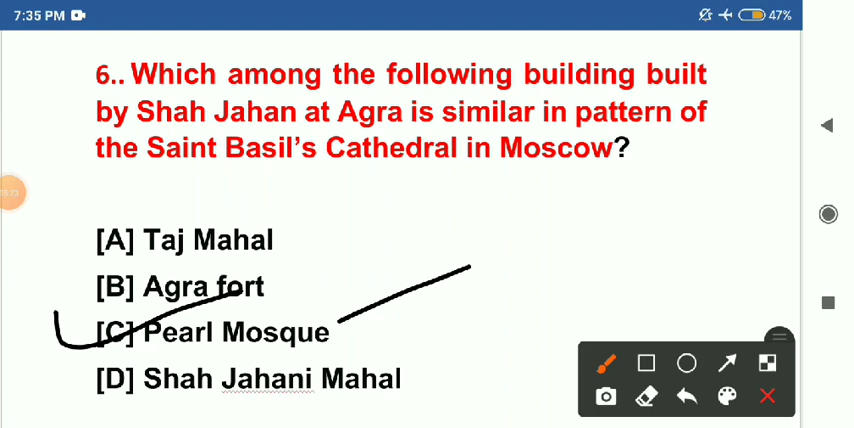 7:35 PM
47%
6.. Which among the following building built
by Shah Jahan at Agra is similar in pattern of
the Saint Basil's Cathedral in Moscow?
[A] Taj Mahal
[B] Agra fort
[C] Pearl Mosque
[D] Shah Jahani Mahal